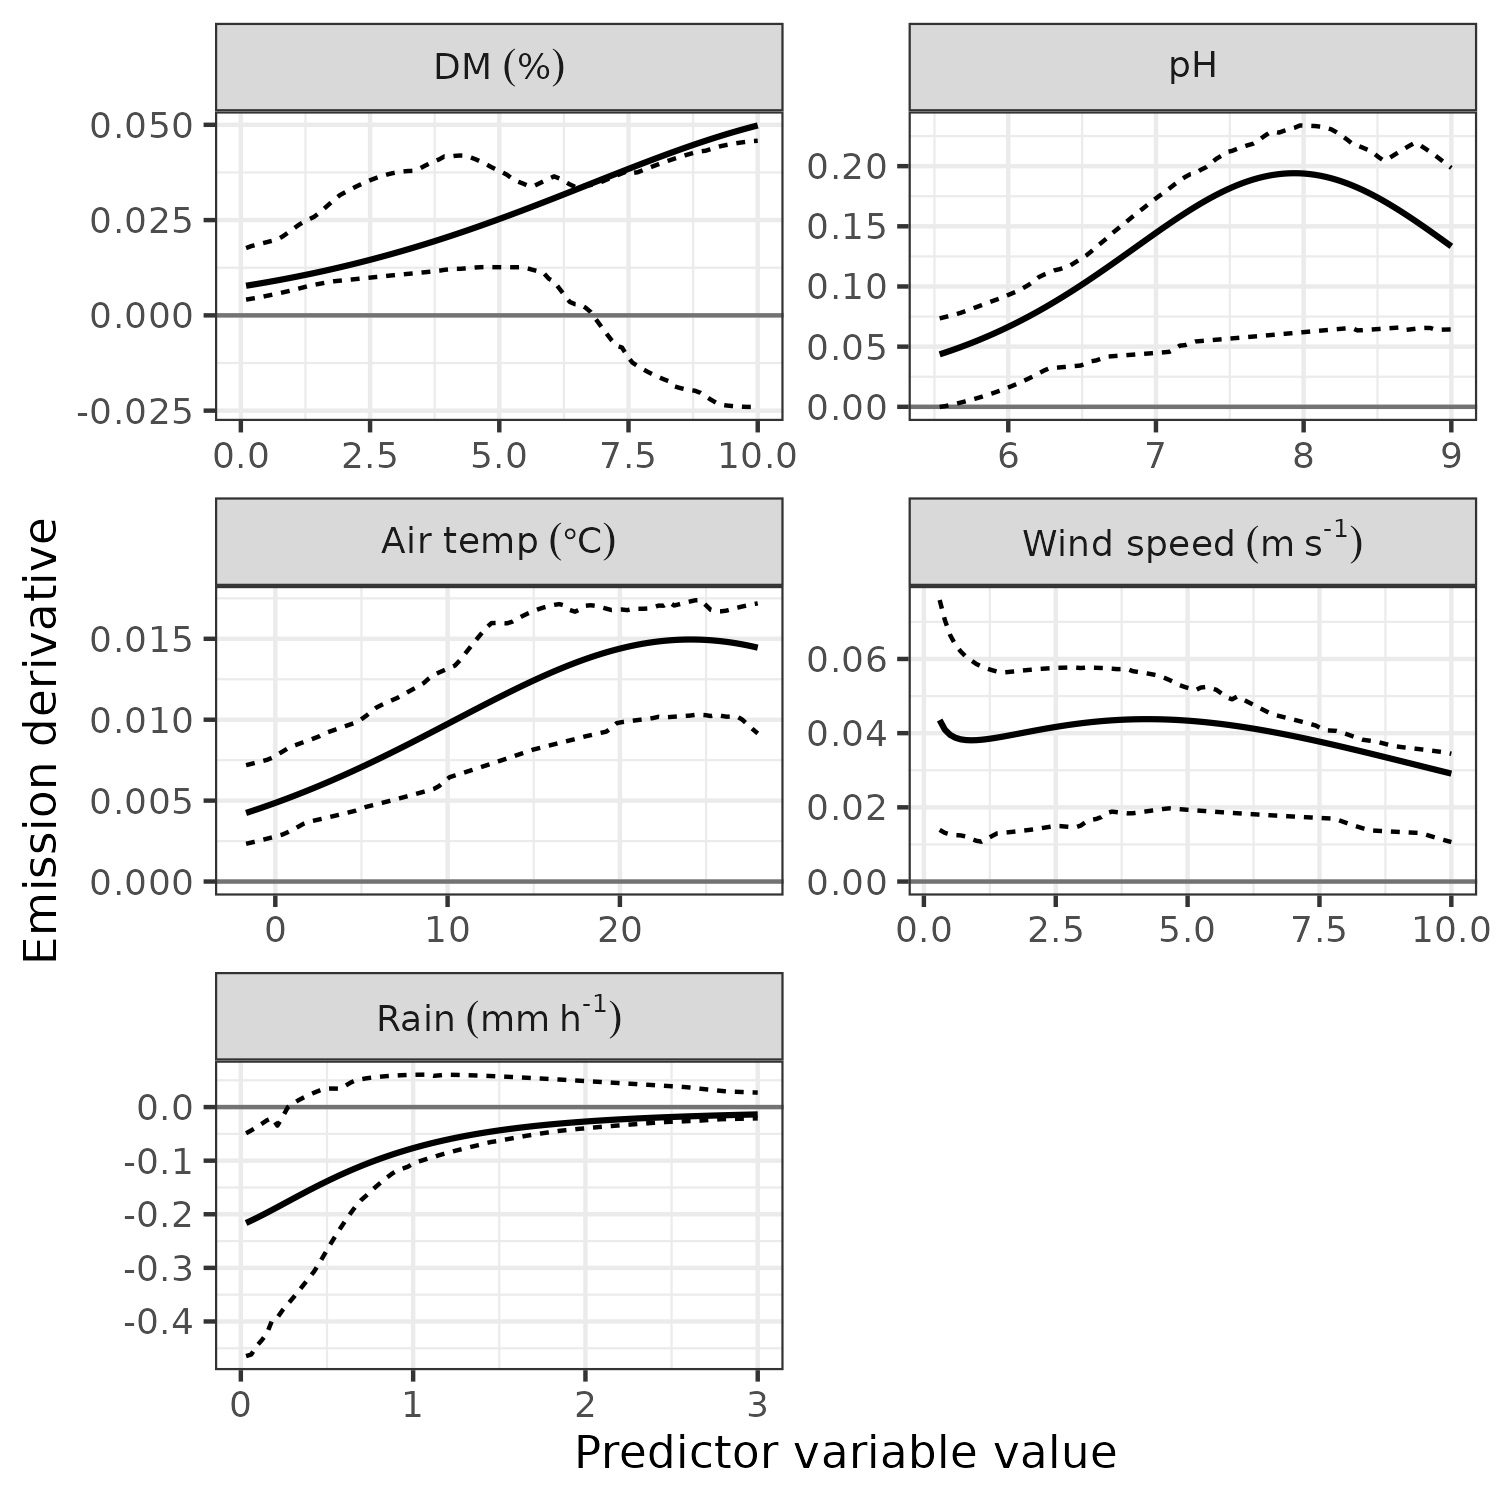 DM (%)
pH
0.050
0.025
0.000
-0.025
0.20
0.15
0.10
0.05
0.00
0.0 2.5 5.0 7.5 10.0
6 7 8 9
Air temp (°C)
Wind speed (m s-1)
0.015
0.010
0.005
0.000
0.06
0.04
0.02
0.00
0 10 20
0.0 2.5 5.0 7.5 10.0
Rain (mm h-1)
0.0
-0.1
-0.2
-0.3
-0.4
0 1 2 3
Emission derivative
Predictor variable value